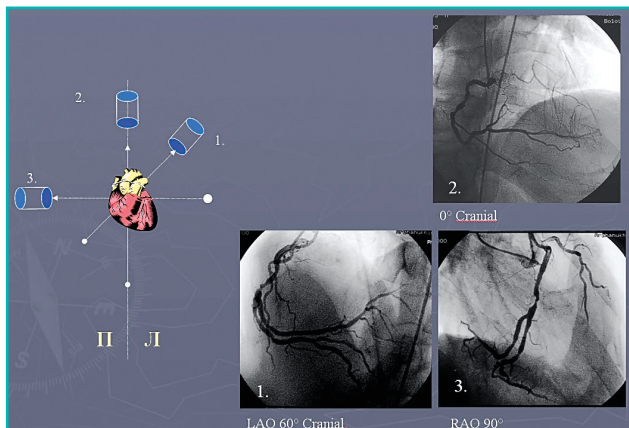 2.
1.
3.
П Л
2.
0° Cranial
1.
LAO 60° Cranial
3.
RAO 90°